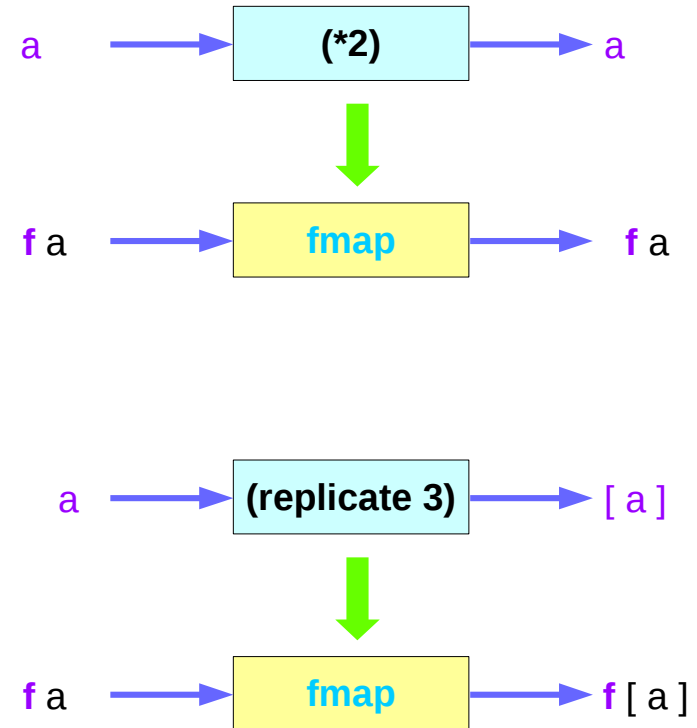 a (*2) a
f a fmap f a
a (replicate 3) [ a ]
f a fmap f [ a ]